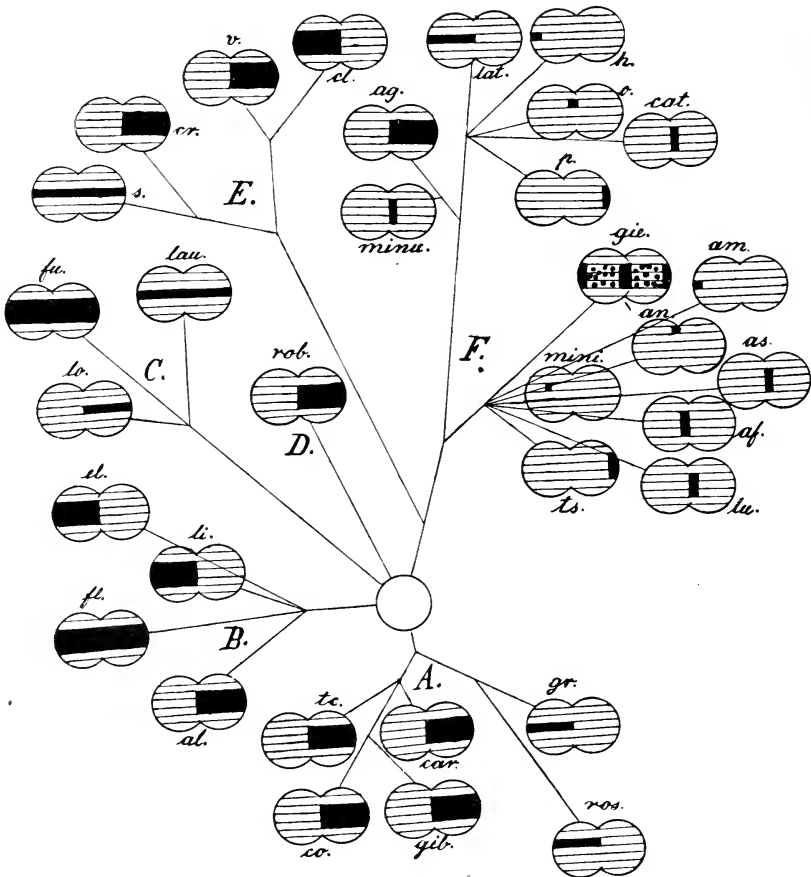 v.
cl.
lat.
h.
ag.
o.
cat.
cr.
E.
p.
s.
minu.
gie.
am.
fu.
lau.
an.
as.
C.
rob.
F.
mini.
lo.
D.
af.
el.
ts.
lu.
li.
fl.
B.
A.
al.
tc.
car.
gr.
co.
gib.
ros.